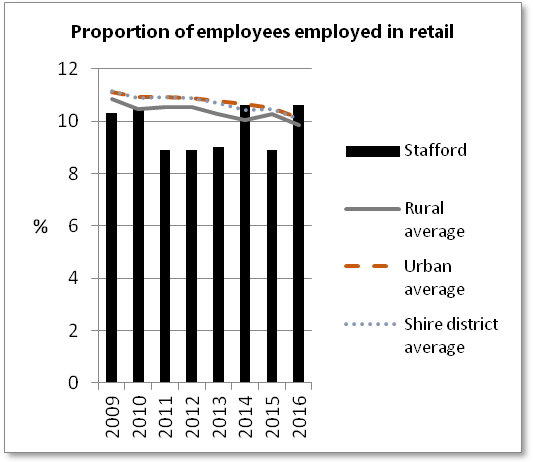 Proportion of employees employed in retail
12
10
8
6
4
2
0
%
2009
2010
2011
2012
2013
2014
2015
2016
Stafford
Rural
average
Urban
average
Shire district
average